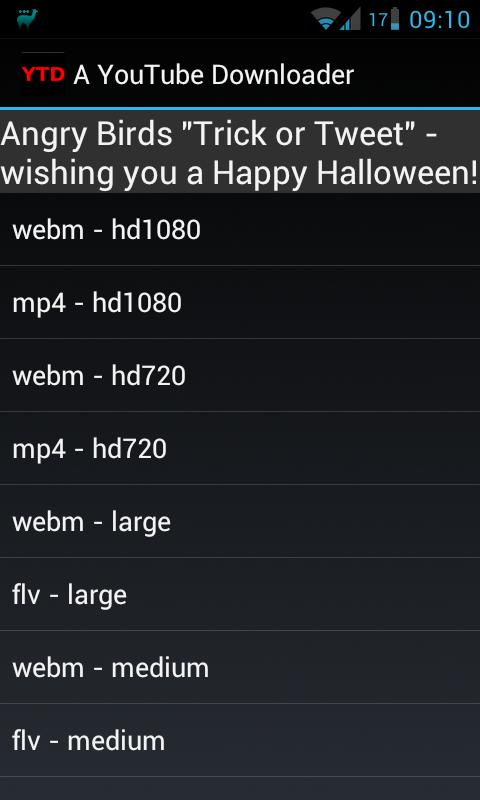 17 09:10
YTD A YouTube Downloader
Angry Birds "Trick or Tweet" -
wishing you a Happy Halloween!
webm - hd1080
mp4 - hd1080
webm - hd720
mp4 - hd720
webm - large
flv - large
webm - medium
flv - medium